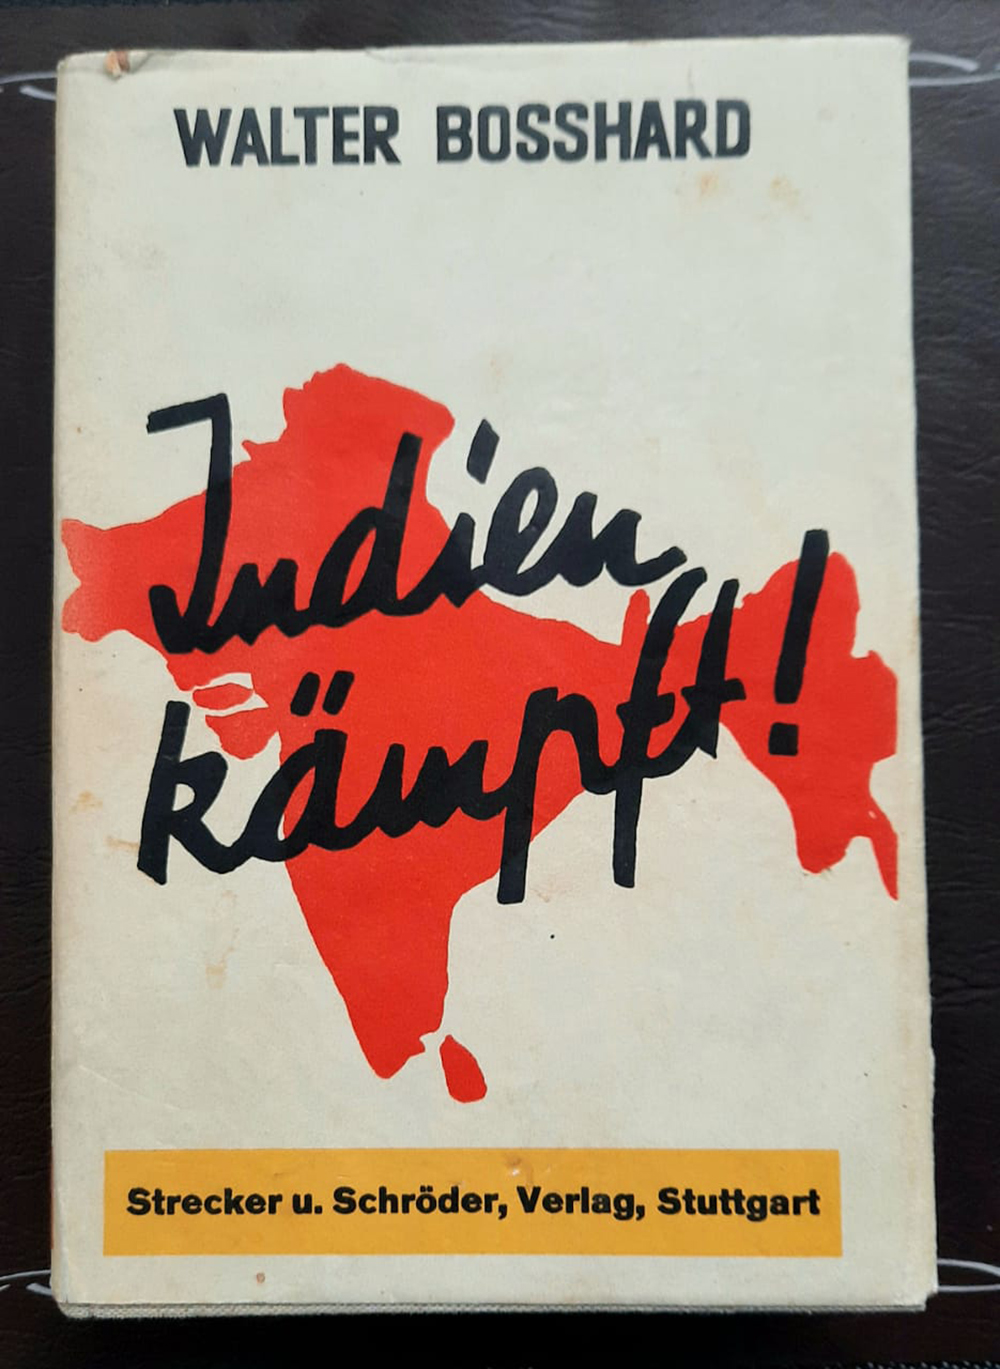 WALTER BOSSHARD
Indien
kämpft!
Strecker u. Schröder, Verlag, Stuttgart